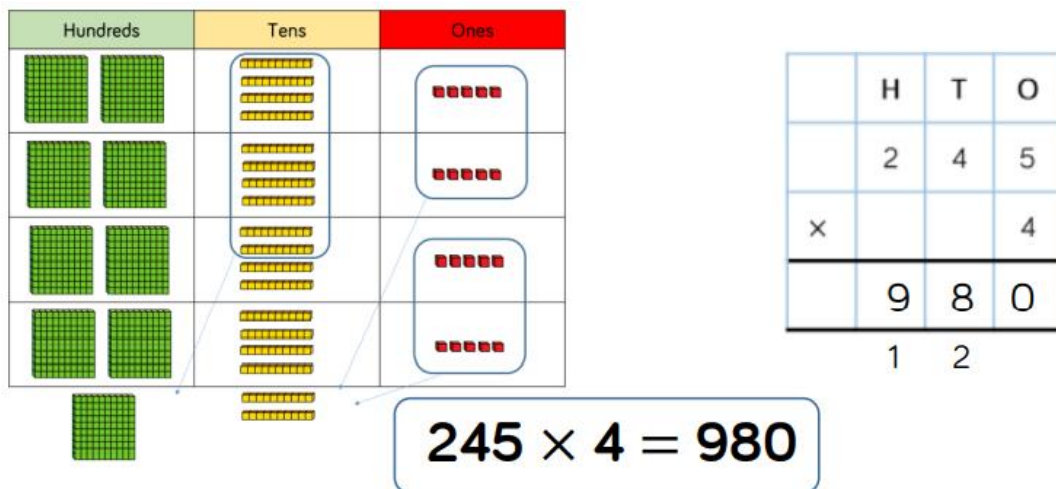 Hundreds Tens Ones
H T O
2 4 5
× 4
9 8 0
1 2
245 × 4 = 980